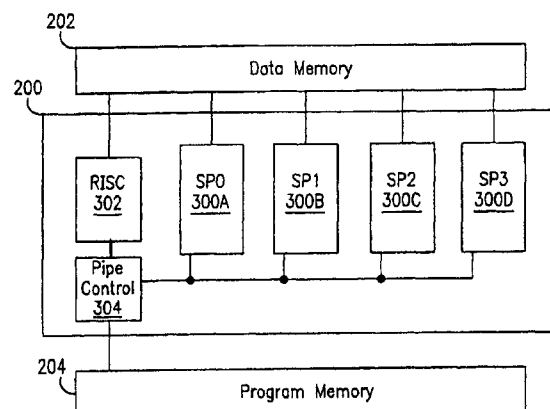 202
Data Memory
200
RISC
302
SP0
300A
SP1
300B
SP2
300C
SP3
300D
Pipe
Control
304
204
Program Memory